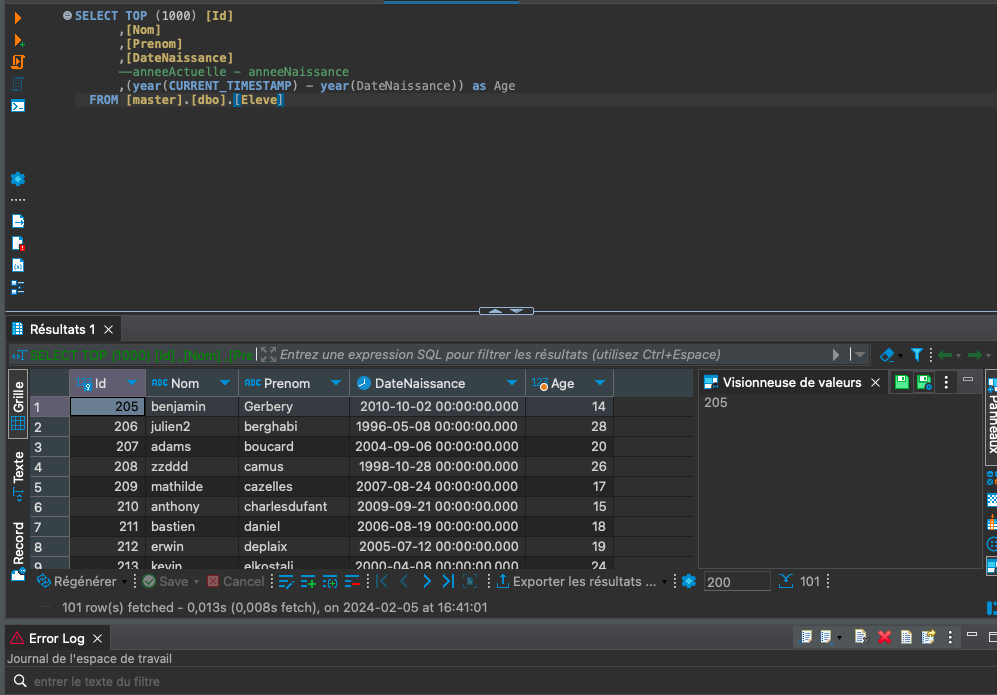 SELECT TOP (1000) [Id]
,[Nom]
,[Prenom]
,[DateNaissance]
--anneeActuelle - anneeNaissance
,(year(CURRENT_TIMESTAMP) - year(DateNaissance)) as Age
FROM [master].[dbo].[Eleve]
Résultats 1
SELECT TOP (1000) [Id] ,[Nom] ,[Pre Entrez une expression SQL pour filtrer les résultats (utilisez Ctrl+Espace)
Grille
Texte
Record
123 Id ABC Nom ABC Prenom DateNaissance 123 Age
1 205 benjamin Gerbery 2010-10-02 00:00:00.000 14
2 206 julien2 berghabi 1996-05-08 00:00:00.000 28
3 207 adams boucard 2004-09-06 00:00:00.000 20
4 208 zzddd camus 1998-10-28 00:00:00.000 26
5 209 mathilde cazelles 2007-08-24 00:00:00.000 17
6 210 anthony charlesdufant 2009-09-21 00:00:00.000 15
7 211 bastien daniel 2006-08-19 00:00:00.000 18
8 212 erwin deplaix 2005-07-12 00:00:00.000 19
9 213 kevin elkostali 2000-04-08 00:00:00.000 24
Visionneuse de valeurs
205
Panneaux
Régénérer Save Cancel Exporter les résultats ... 200 101
101 row(s) fetched - 0,013s (0,008s fetch), on 2024-02-05 at 16:41:01
Error Log
Journal de l'espace de travail
entrer le texte du filtre